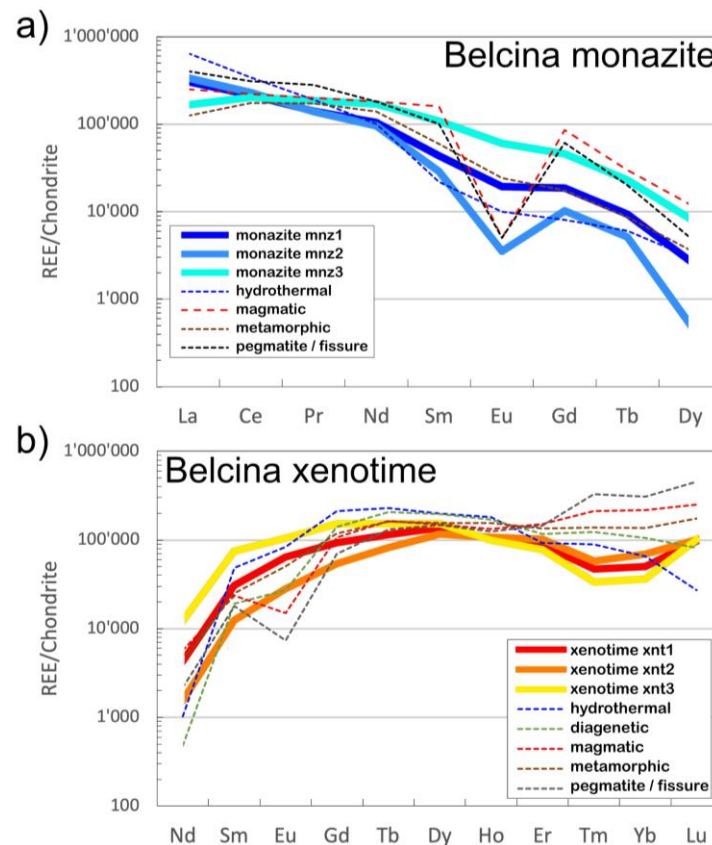 a)
Belcina monazite
REE/Chondrite
1'000'000
100'000
10'000
1'000
100
monazite mnz1
monazite mnz2
monazite mnz3
hydrothermal
magmatic
metamorphic
pegmatite / fissure
La Ce Pr Nd Sm Eu Gd Tb Dy
b)
Belcina xenotime
REE/Chondrite
1'000'000
100'000
10'000
1'000
100
xenotime xnt1
xenotime xnt2
xenotime xnt3
hydrothermal
diagenetic
magmatic
metamorphic
pegmatite / fissure
Nd Sm Eu Gd Tb Dy Ho Er Tm Yb Lu